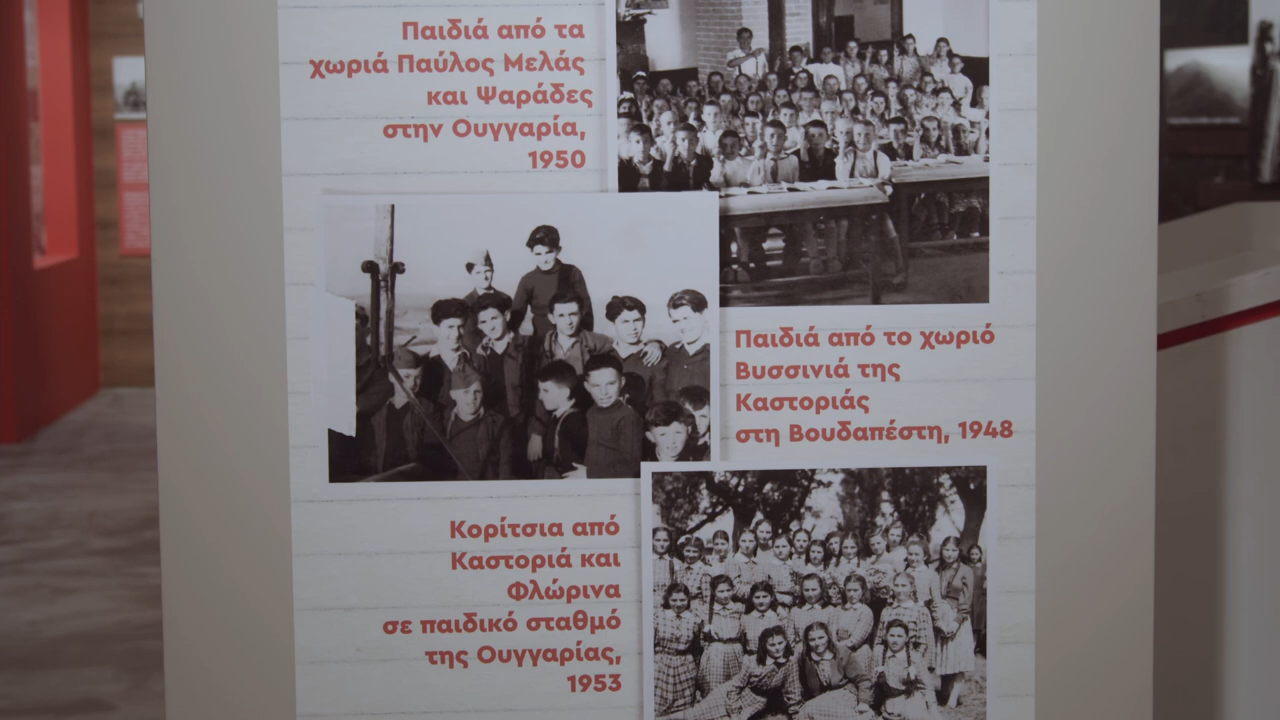 Παιδιά από τα
χωριά Παύλος Μελάς
και Ψαράδες
στην Ουγγαρία,
1950
Παιδιά από το χωριό
Βυσσινιά της
Καστοριάς
στη Βουδαπέστη, 1948
Κορίτσια από
Καστοριά και
Φλώρινα
σε παιδικό σταθμό
της Ουγγαρίας,
1953